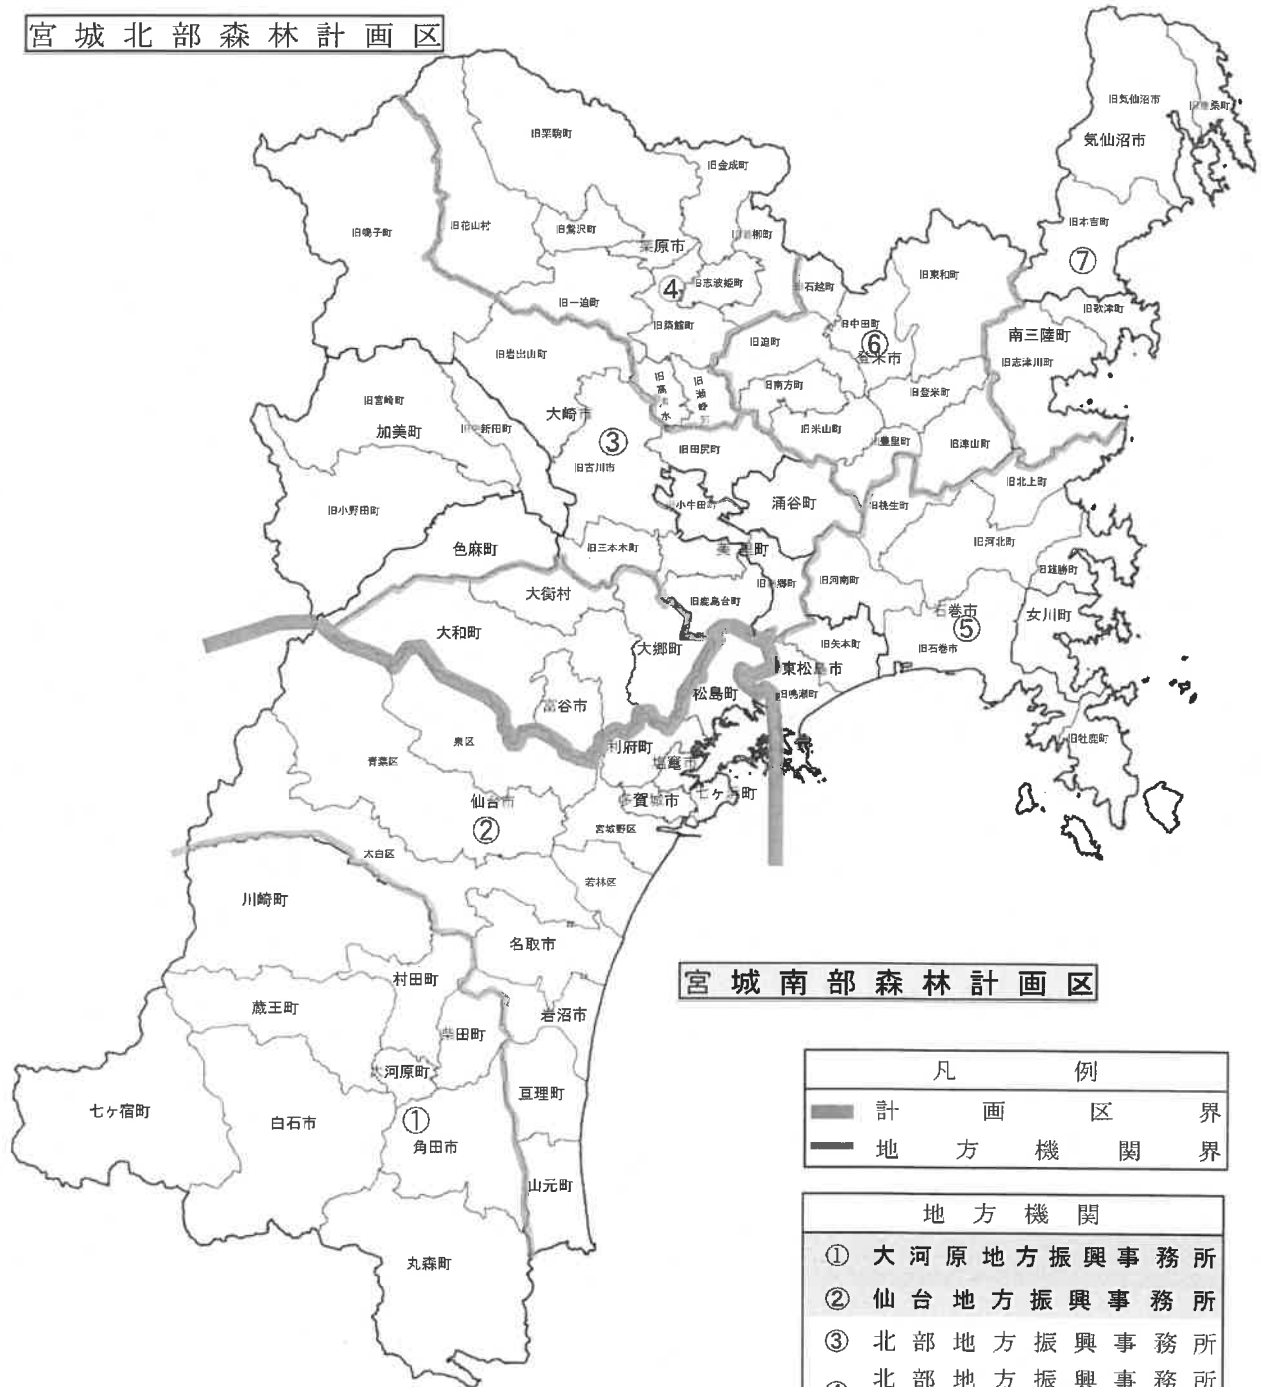 宮城北部森林計画区
旧気仙沼市
気仙沼市
旧栗駒町
旧金成町
旧本吉町
旧鳴子町
旧花山村
旧鶯沢町
栗原市
⑦
旧東和町
④
旧志波姫町
旧石越町
旧一迫町
旧歌津町
旧築館町
旧中田町
南三陸町
旧岩出山町
旧迫町
⑥
登米市
旧志津川町
旧南方町
旧登米町
旧宮崎町
大崎市
加美町
旧米山町
旧豊里町
旧津山町
③
旧田尻町
旧古川市
旧北上町
旧小野田町
旧小牛田町
涌谷町
旧桃生町
色麻町
旧三本木町
美里町
旧河北町
旧雄勝町
旧河南町
大衡村
旧鹿島台町
石巻市
女川町
大和町
⑤
大郷町
旧矢本町
旧石巻市
東松島市
松島町
旧鳴瀬町
富谷市
泉区
利府町
旧牡鹿町
青葉区
塩竈市
仙台市
多賀城市
七ヶ浜町
②
宮城野区
太白区
若林区
川崎町
名取市
宮城南部森林計画区
村田町
蔵王町
岩沼市
柴田町
大河原町
亘理町
七ヶ宿町
白石市
①
角田市
山元町
丸森町
凡例
計画区界
地方機関界
地方機関
① 大河原地方振興事務所
② 仙台地方振興事務所
③ 北部地方振興事務所
北部地方振興事務所